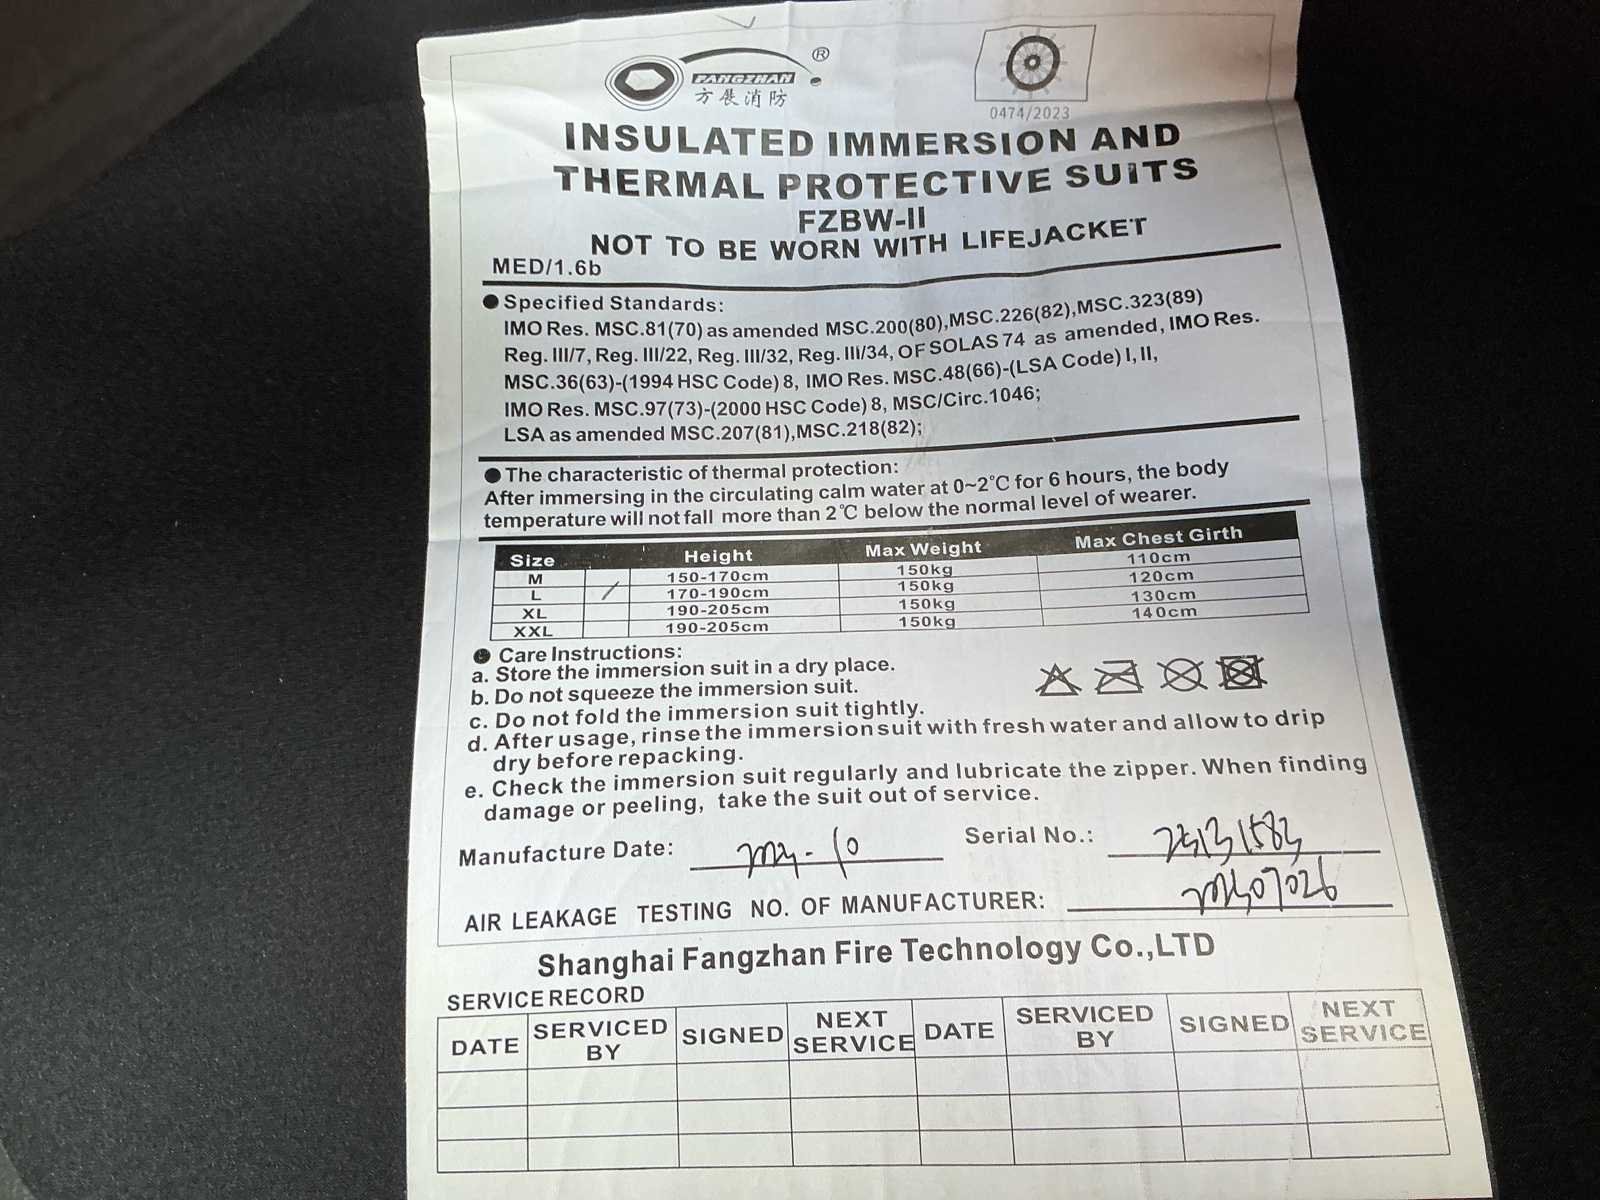 FANGZHAN ®
方展消防
0474/2023
INSULATED IMMERSION AND
THERMAL PROTECTIVE SUITS
FZBW-II
NOT TO BE WORN WITH LIFEJACKET
MED/1.6b
● Specified Standards:
IMO Res. MSC.81(70) as amended MSC.200(80),MSC.226(82),MSC.323(89)
Reg. III/7, Reg. III/22, Reg. III/32, Reg. III/34, OF SOLAS 74 as amended, IMO Res.
MSC.36(63)-(1994 HSC Code) 8, IMO Res. MSC.48(66)-(LSA Code) I, II,
IMO Res. MSC.97(73)-(2000 HSC Code) 8, MSC/Circ.1046;
LSA as amended MSC.207(81),MSC.218(82);
● The characteristic of thermal protection:
After immersing in the circulating calm water at 0~2℃ for 6 hours, the body
temperature will not fall more than 2℃ below the normal level of wearer.
Size Height Max Weight Max Chest Girth
M 150-170cm 150kg 110cm
L / 170-190cm 150kg 120cm
XL 190-205cm 150kg 130cm
XXL 190-205cm 150kg 140cm
● Care Instructions:
a. Store the immersion suit in a dry place.
b. Do not squeeze the immersion suit.
c. Do not fold the immersion suit tightly.
d. After usage, rinse the immersion suit with fresh water and allow to drip
dry before repacking.
e. Check the immersion suit regularly and lubricate the zipper. When finding
damage or peeling, take the suit out of service.
Manufacture Date:
Serial No.:
AIR LEAKAGE TESTING NO. OF MANUFACTURER:
Shanghai Fangzhan Fire Technology Co.,LTD
SERVICE RECORD
DATE SERVICED BY SIGNED NEXT SERVICE DATE SERVICED BY SIGNED NEXT SERVICE